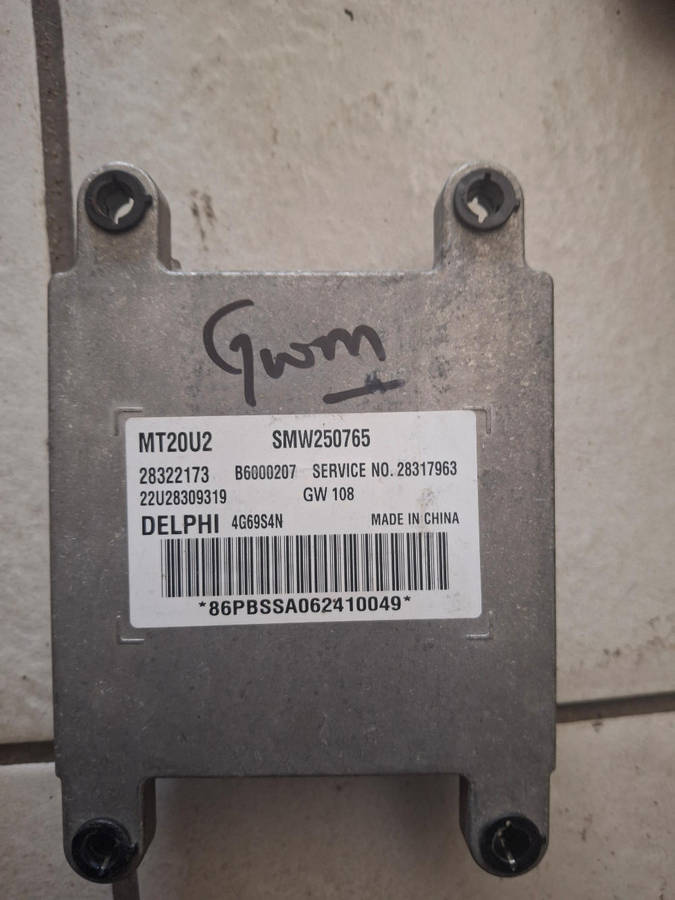 Gwm
MT20U2 SMW250765
28322173 B6000207 SERVICE NO. 28317963
22U28309319 GW 108
DELPHI 4G69S4N MADE IN CHINA
*86PBSSA062410049*